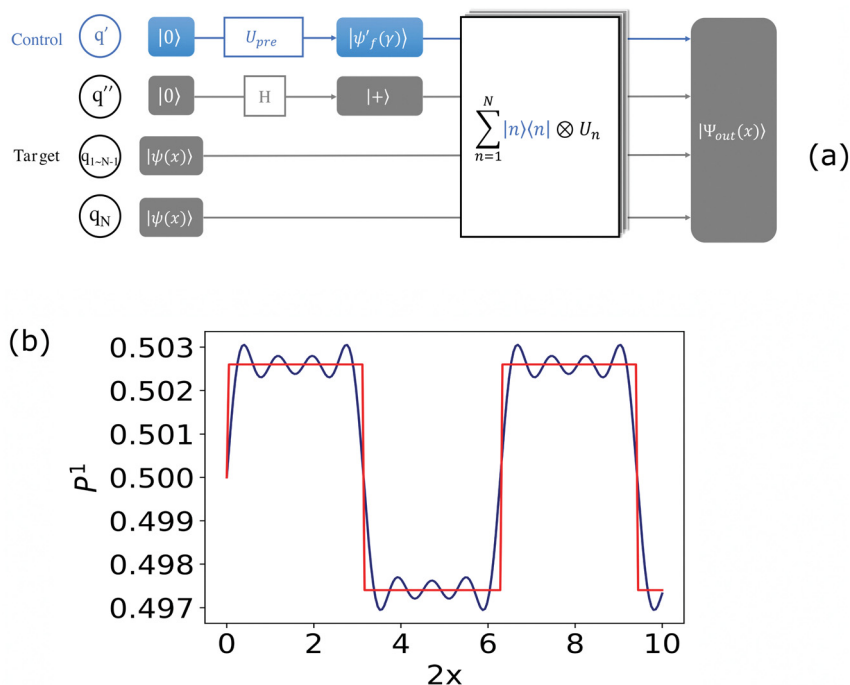 Control q' |0⟩ U_pre |ψ'_f(γ)⟩
q'' |0⟩ H |+⟩
N
∑ |n⟩⟨n| ⊗ U_n
n=1
|Ψ_out(x)⟩
Target q_1~N-1 |ψ(x)⟩
(a)
q_N |ψ(x)⟩
(b)
0.503
0.502
0.501
0.500
0.499
0.498
0.497
P^1
0 2 4 6 8 10
2x